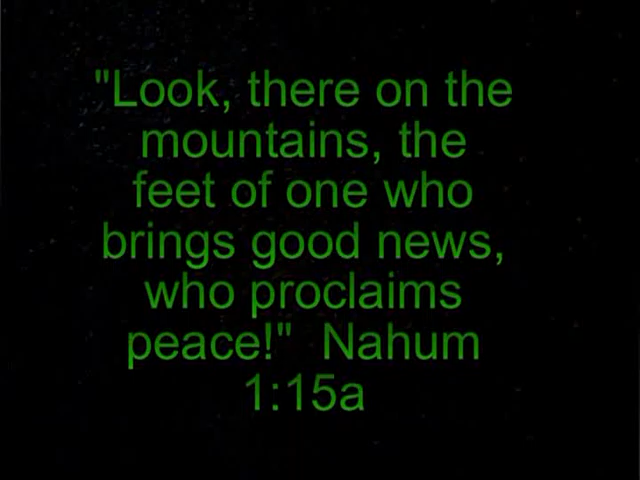 "Look, there on the
mountains, the
feet of one who
brings good news,
who proclaims
peace!"  Nahum
1:15a